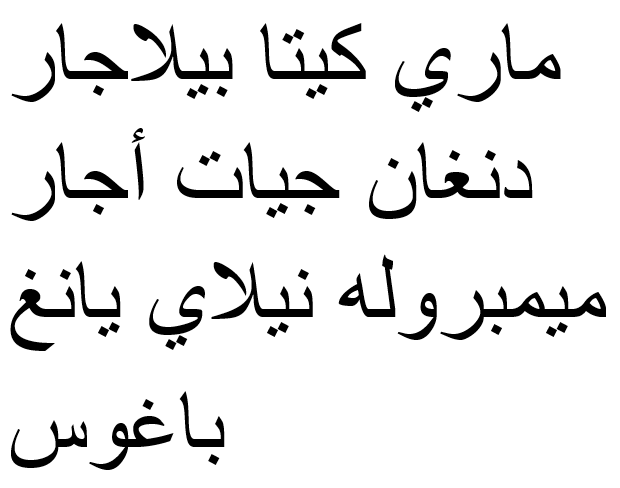 ماري كيتا بيلاجار
دنغان جيات أجار
ميمبروله نيلاي يانغ
باغوس